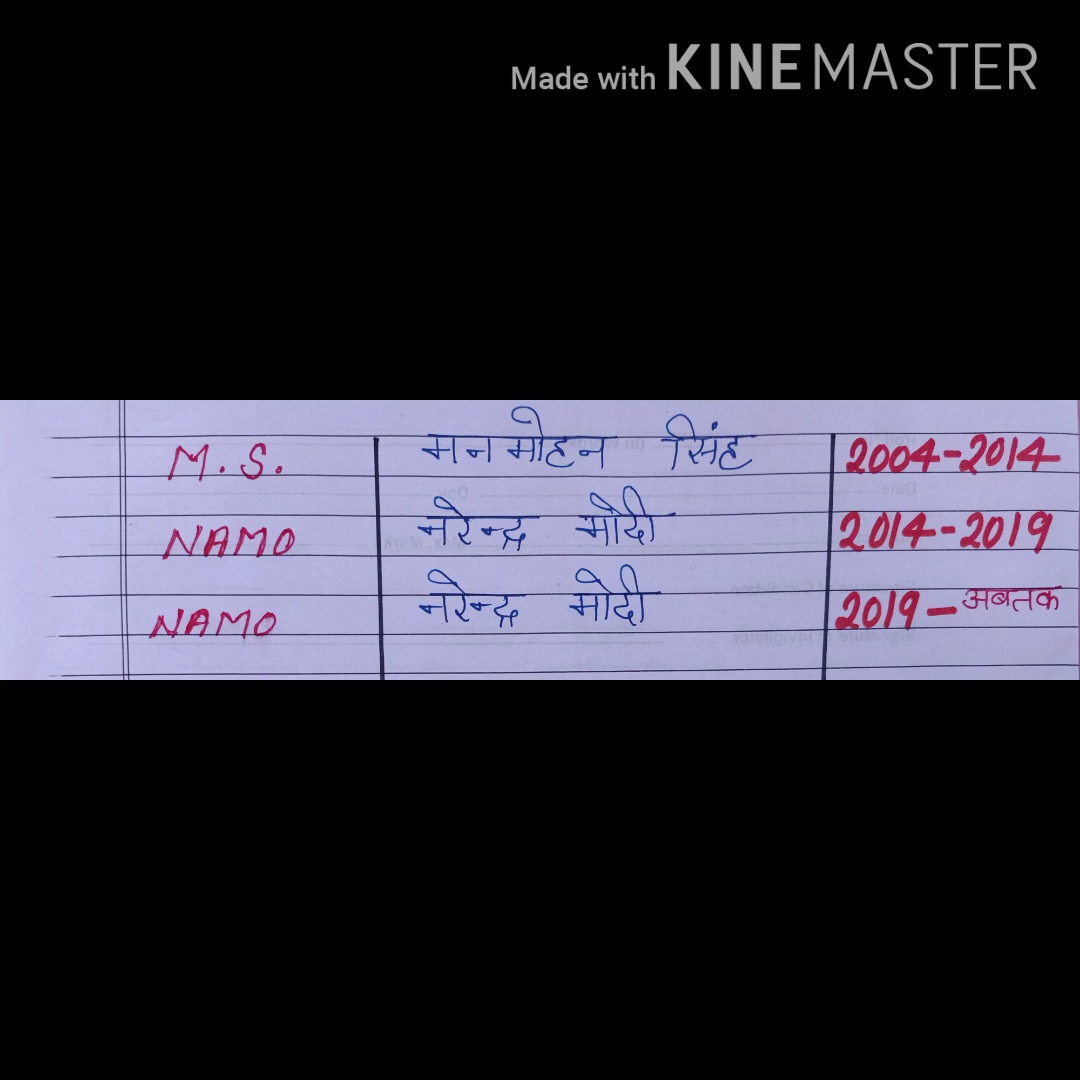 Made with KINEMASTER
M.S. मनमोहन सिंह 2004-2014
NAMO नरेन्द्र मोदी 2014-2019
NAMO नरेन्द्र मोदी 2019-अबतक